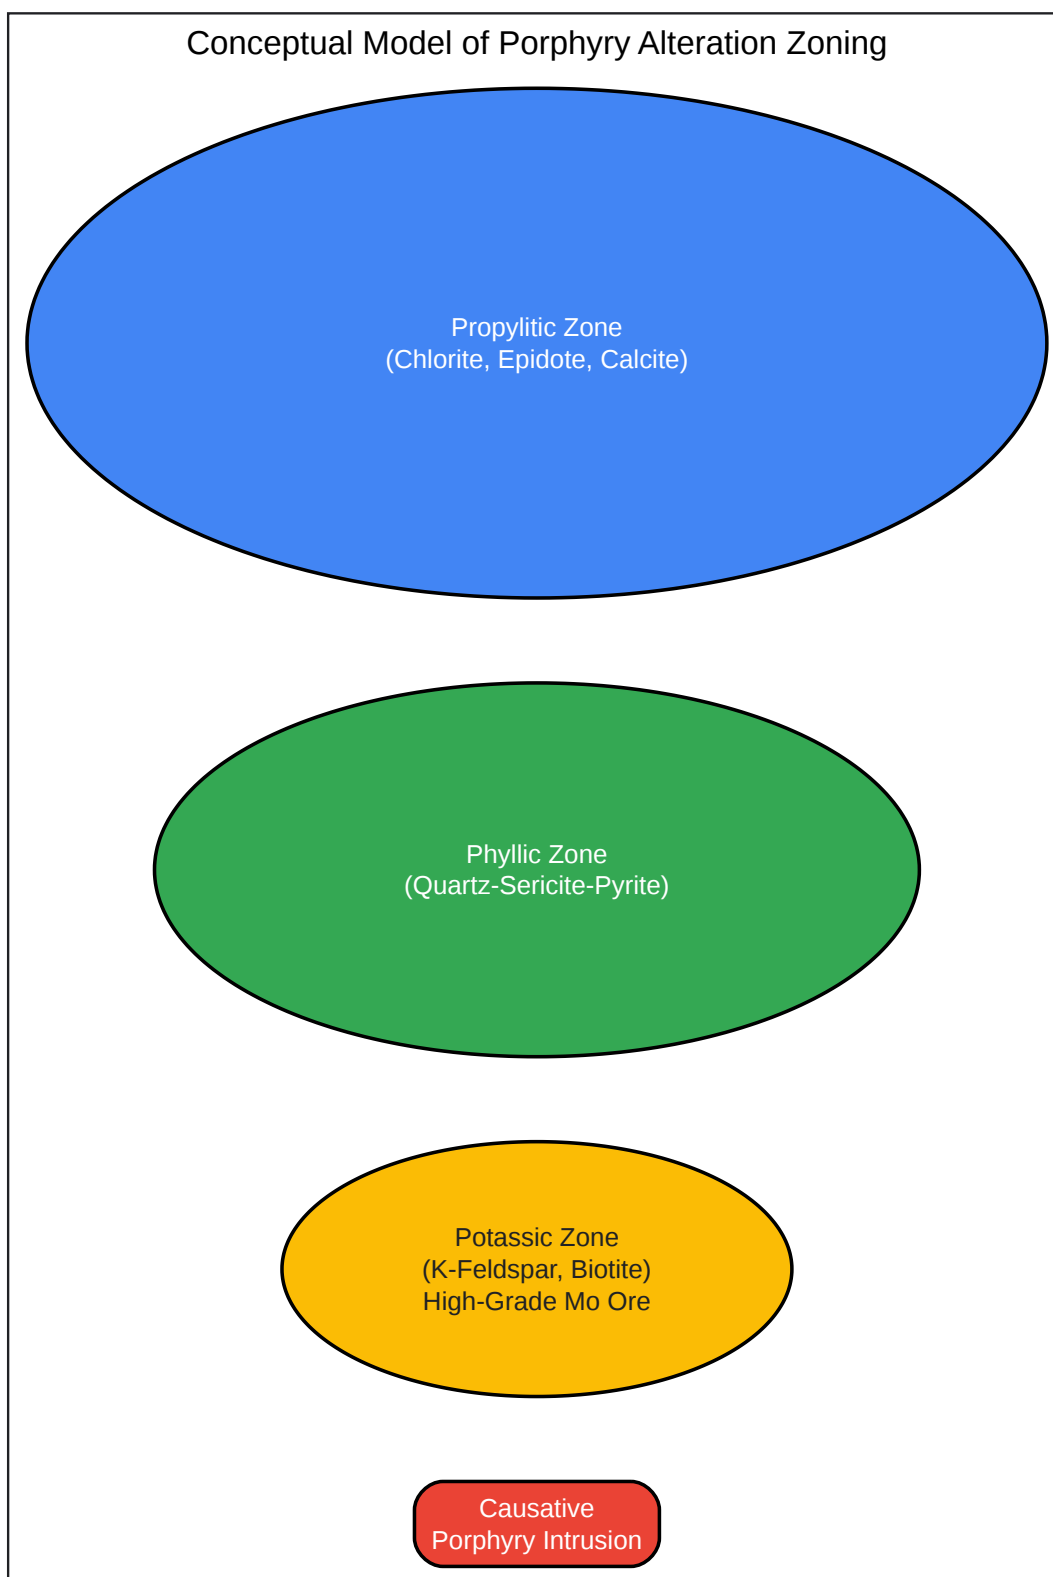 Conceptual Model of Porphyry Alteration Zoning
Propylitic Zone
(Chlorite, Epidote, Calcite)
Phyllic Zone
(Quartz-Sericite-Pyrite)
Potassic Zone
(K-Feldspar, Biotite)
High-Grade Mo Ore
Causative
Porphyry Intrusion